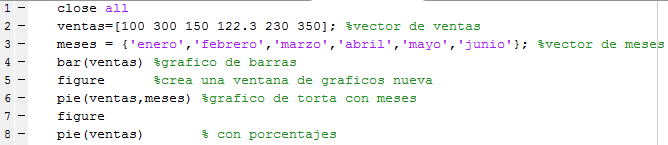 1 – close all
2 – ventas=[100 300 150 122.3 230 350]; %vector de ventas
3 – meses = {'enero','febrero','marzo','abril','mayo','junio'}; %vector de meses
4 – bar(ventas) %grafico de barras
5 – figure %crea una ventana de graficos nueva
6 – pie(ventas,meses) %grafico de torta con meses
7 – figure
8 – pie(ventas) % con porcentajes